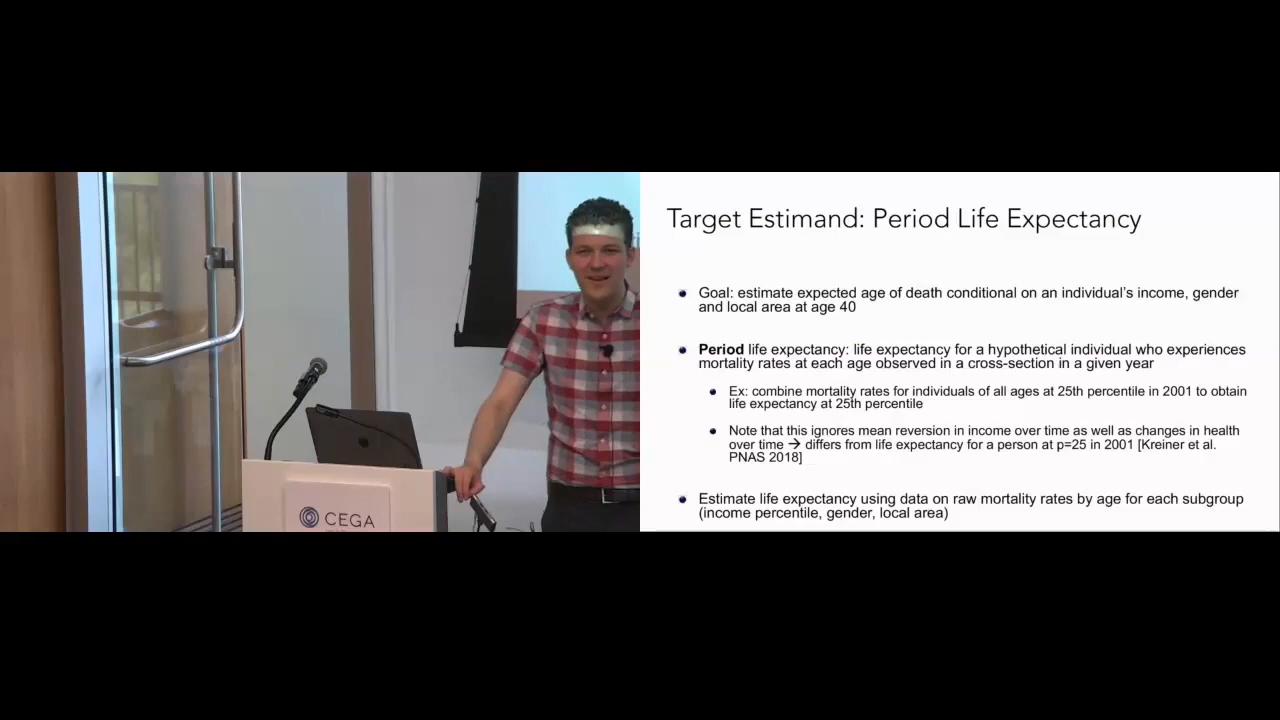 Target Estimand: Period Life Expectancy
Goal: estimate expected age of death conditional on an individual's income, gender
and local area at age 40
Period life expectancy: life expectancy for a hypothetical individual who experiences
mortality rates at each age observed in a cross-section in a given year
Ex: combine mortality rates for individuals of all ages at 25th percentile in 2001 to obtain
life expectancy at 25th percentile
Note that this ignores mean reversion in income over time as well as changes in health
over time → differs from life expectancy for a person at p=25 in 2001 [Kreiner et al.
PNAS 2018]
Estimate life expectancy using data on raw mortality rates by age for each subgroup
(income percentile, gender, local area)
CEGA